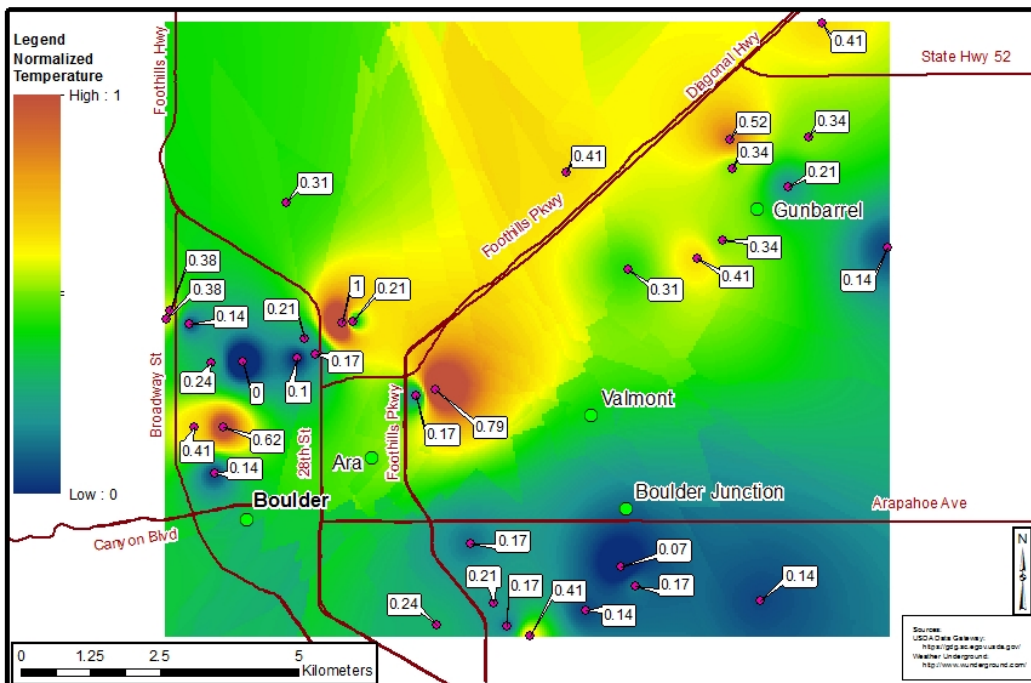 Legend
Normalized
Temperature
High : 1
Low : 0
Foothills Hwy
Diagonal Hwy
0.41
State Hwy 52
0.52
0.34
0.41
0.34
0.21
0.31
Gunbarrel
Foothills Pkwy
0.34
0.41
0.14
0.31
0.38
0.38
1
0.21
0.14
0.21
0.17
0.24
0
0.1
Broadway St
Valmont
0.17
0.79
0.62
0.41
28th St
Foothills Pkwy
Ara
0.14
Boulder
Boulder Junction
Arapahoe Ave
Canyon Blvd
0.17
0.07
0.17
0.21
0.17
0.41
0.14
0.14
0.24
N
0 1.25 2.5 5
Kilometers
Sources:
USDA Data Gateway:
Weather Underground:
http://www.wunderground.com/